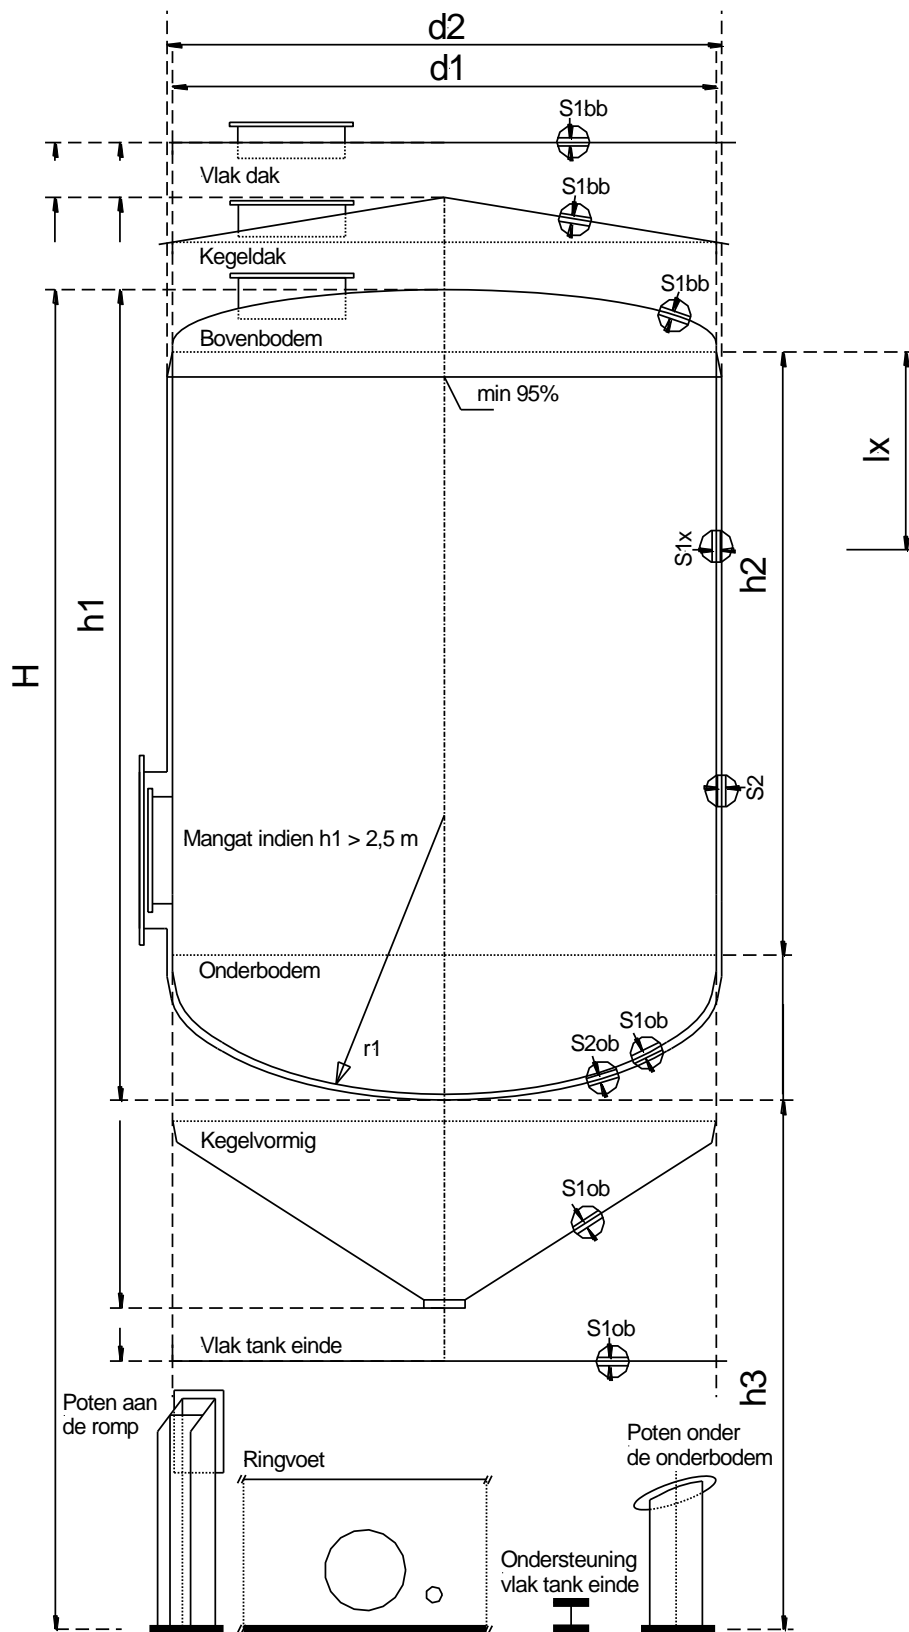 d2
d1
S1bb
Vlak dak
S1bb
Kegeldak
S1bb
Bovenbodem
min 95%
lx
S1x
h2
h1
H
S2
Mangat indien h1 > 2,5 m
Onderbodem
r1
S1ob
S2ob
Kegelvormig
S1ob
S1ob
Vlak tank einde
h3
Poten aan
de romp
Poten onder
de onderbodem
Ringvoet
Ondersteuning
vlak tank einde